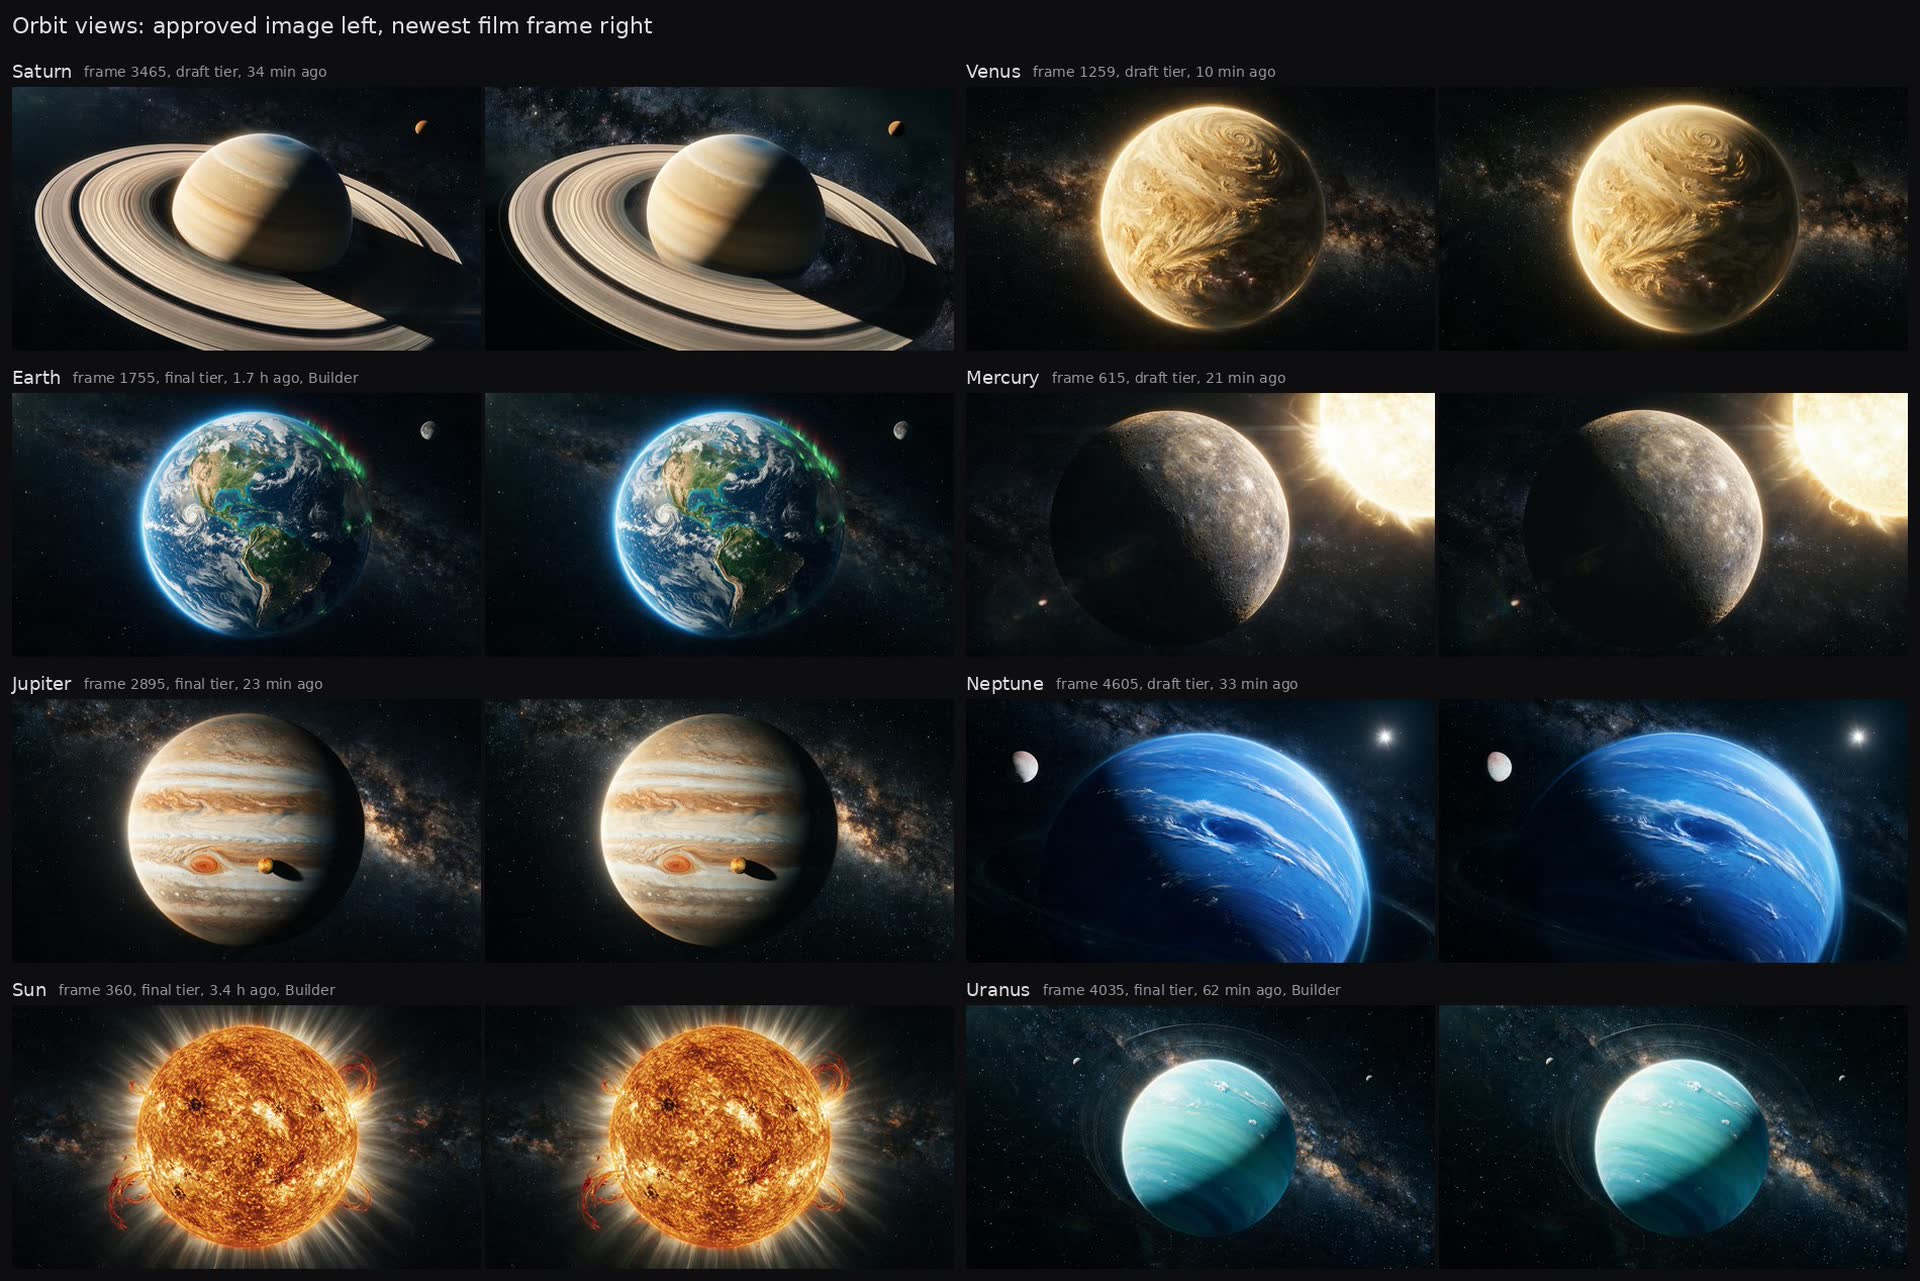 Orbit views: approved image left, newest film frame right
Saturn frame 3465, draft tier, 34 min ago
Venus frame 1259, draft tier, 10 min ago
Earth frame 1755, final tier, 1.7 h ago, Builder
Mercury frame 615, draft tier, 21 min ago
Jupiter frame 2895, final tier, 23 min ago
Neptune frame 4605, draft tier, 33 min ago
Sun frame 360, final tier, 3.4 h ago, Builder
Uranus frame 4035, final tier, 62 min ago, Builder